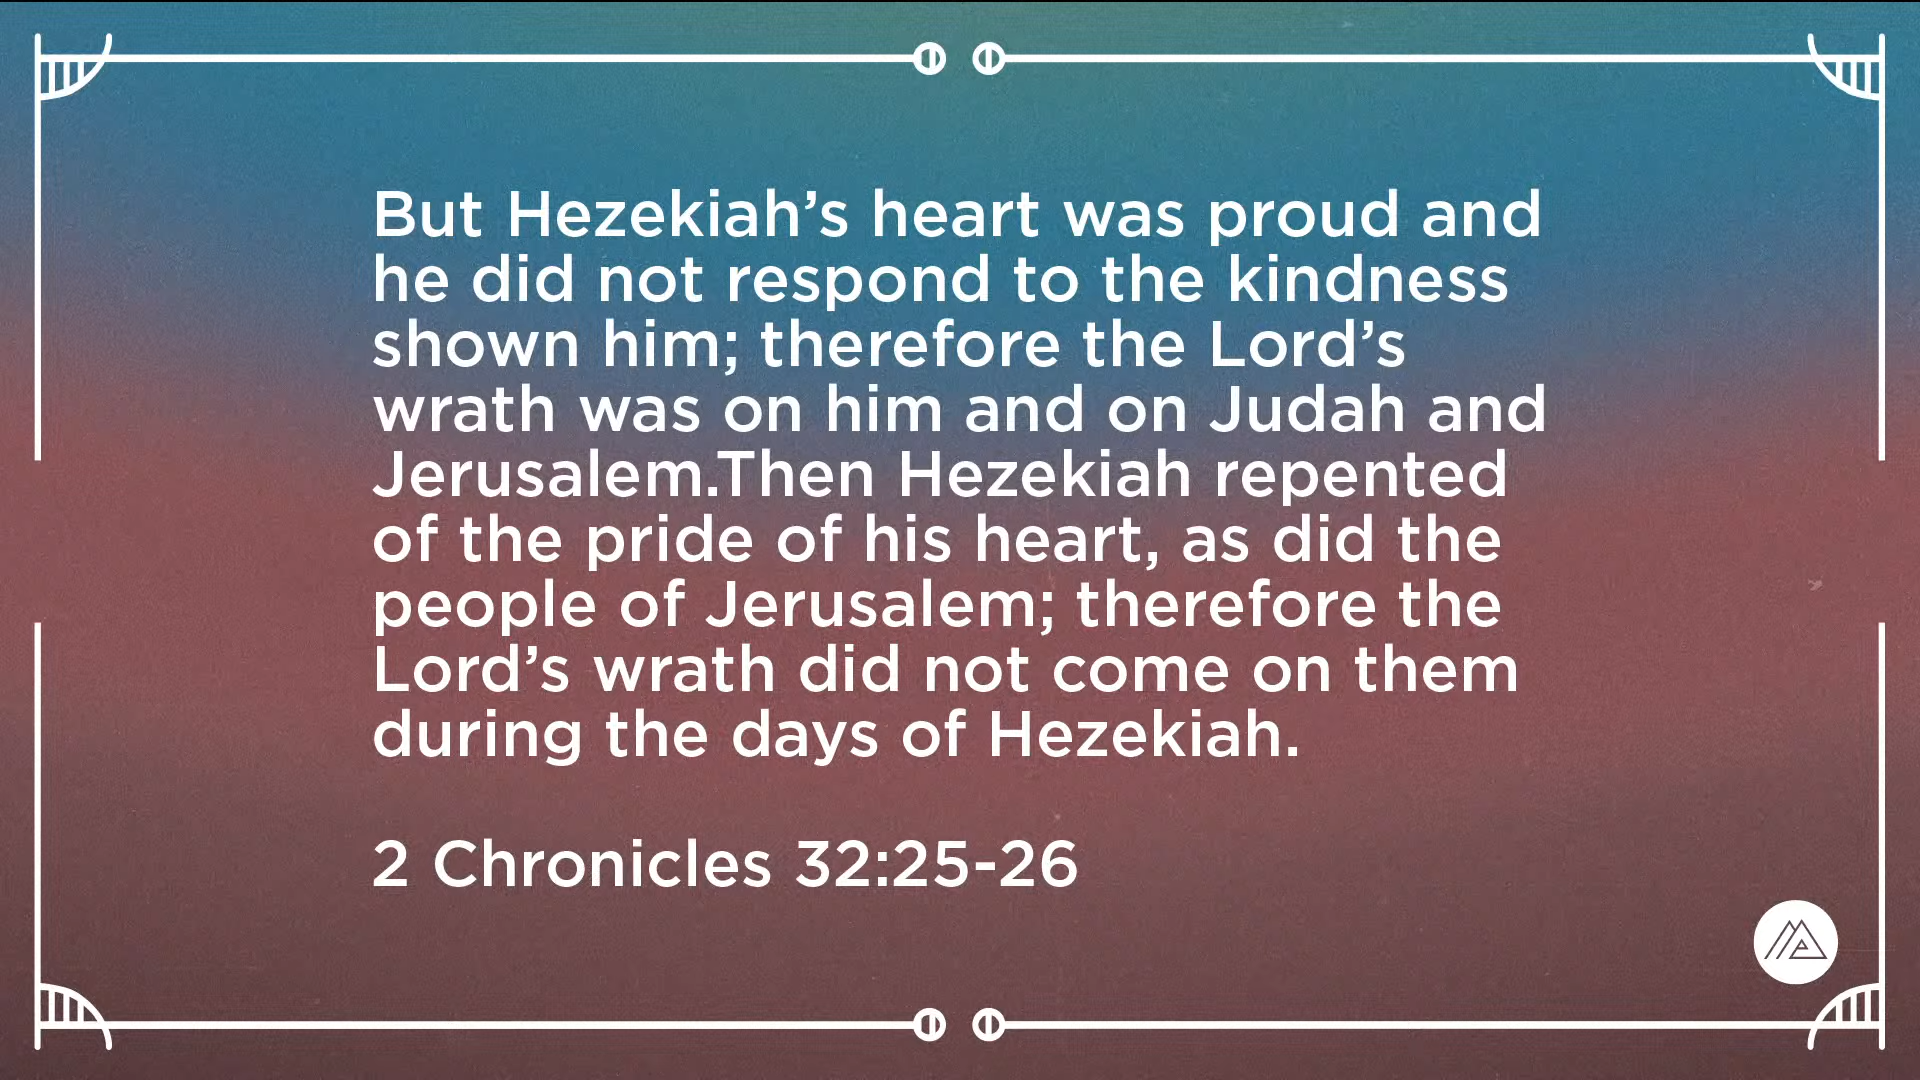 But Hezekiah’s heart was proud and
he did not respond to the kindness
shown him; therefore the Lord’s
wrath was on him and on Judah and
Jerusalem.Then Hezekiah repented
of the pride of his heart, as did the
people of Jerusalem; therefore the
Lord’s wrath did not come on them
during the days of Hezekiah.
2 Chronicles 32:25-26